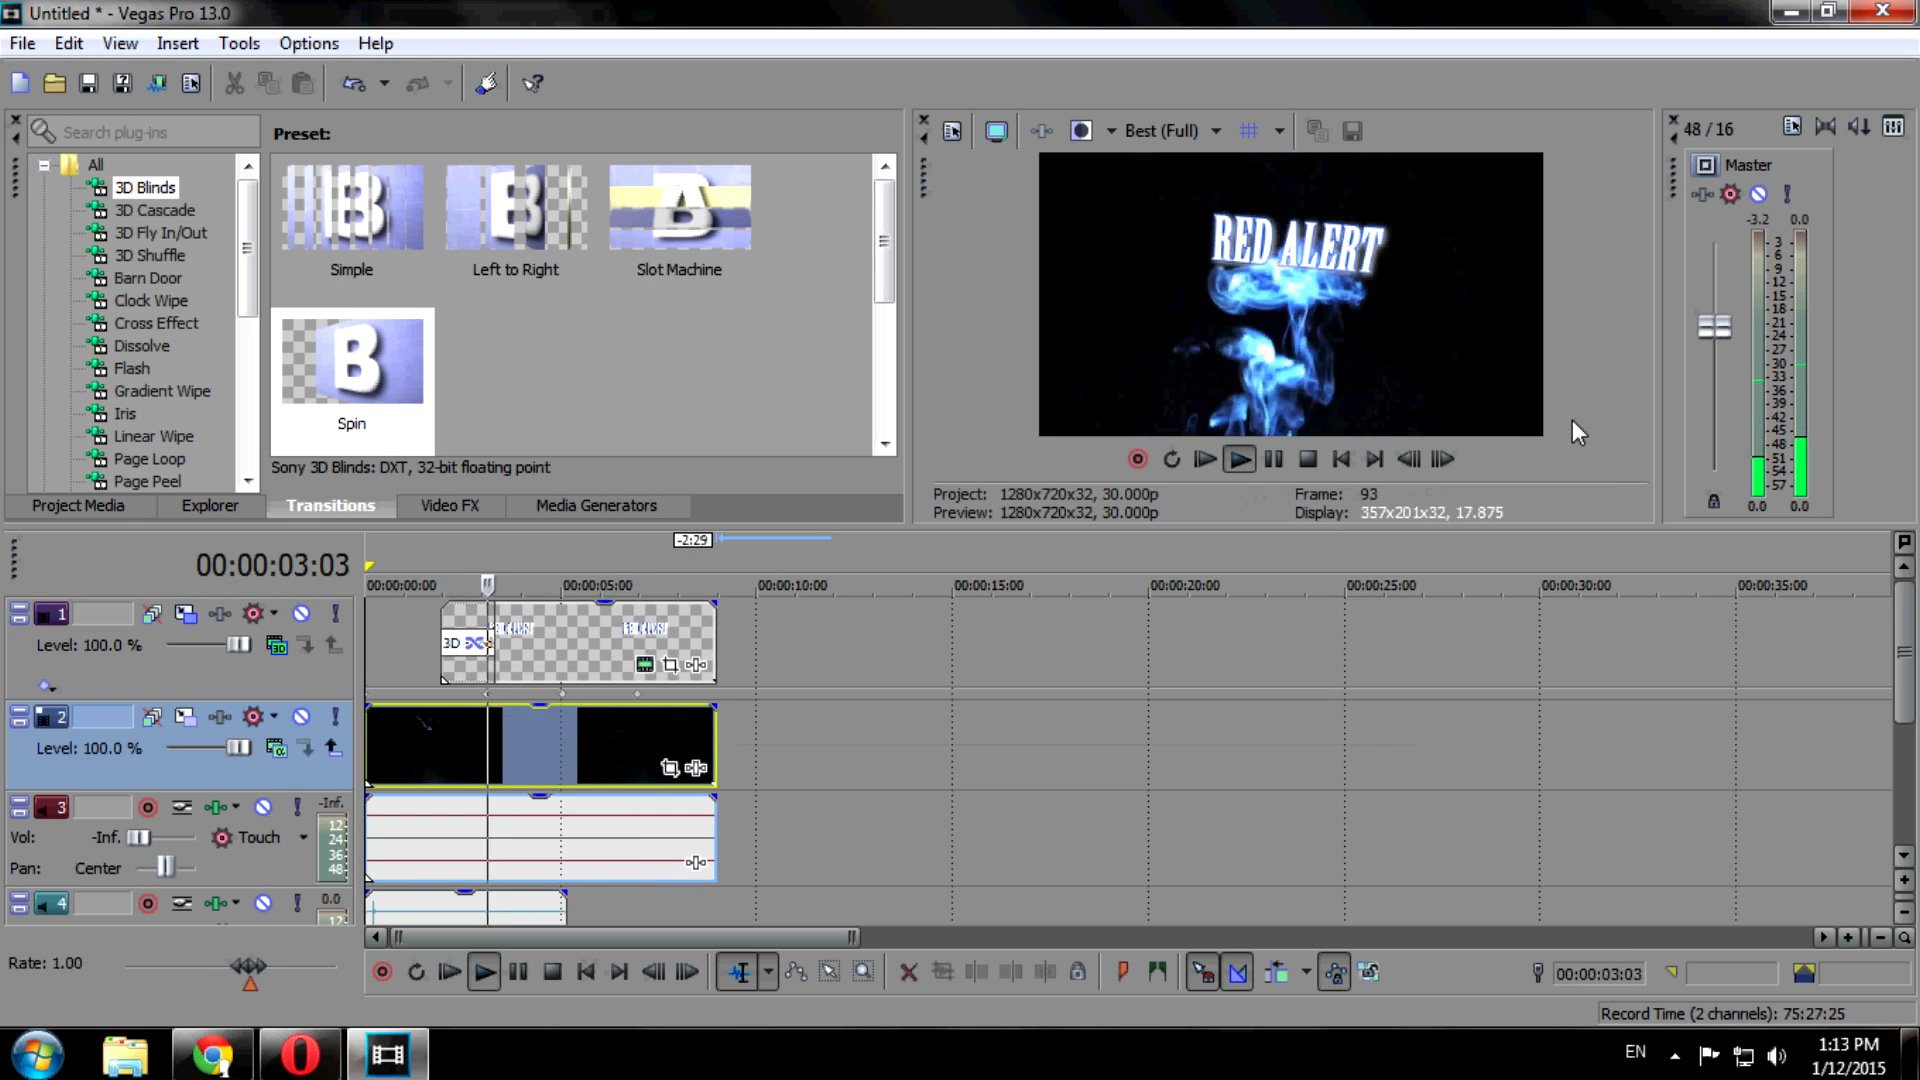 Untitled * - Vegas Pro 13.0
File Edit View Insert Tools Options Help
Search plug-ins
Preset:
All
3D Blinds
3D Cascade
3D Fly In/Out
3D Shuffle
Barn Door
Clock Wipe
Cross Effect
Dissolve
Flash
Gradient Wipe
Iris
Linear Wipe
Page Loop
Page Peel
Simple
Left to Right
Slot Machine
Spin
Sony 3D Blinds: DXT, 32-bit floating point
Project Media Explorer Transitions Video FX Media Generators
Best (Full)
RED ALERT
Project: 1280x720x32, 30.000p
Preview: 1280x720x32, 30.000p
Frame: 93
Display: 357x201x32, 17.875
48 / 16
Master
-3.2 0.0
- 3 -
- 6 -
- 9 -
-12-
-15-
-18-
-21-
-24-
-27-
-30-
-33-
-36-
-39-
-42-
-45-
-48-
-51-
-54-
-57-
0.0 0.0
00:00:03:03
-2:29
00:00:00:00 00:00:05:00 00:00:10:00 00:00:15:00 00:00:20:00 00:00:25:00 00:00:30:00 00:00:35:00
1
Level: 100.0 %
3D
3D
RED ALERT
2
Level: 100.0 %
3
-Inf.
12
24
36
48
Vol: -Inf. Touch
Pan: Center
4
0.0
12
Rate: 1.00
00:00:03:03
Record Time (2 channels): 75:27:25
EN
1:13 PM
1/12/2015